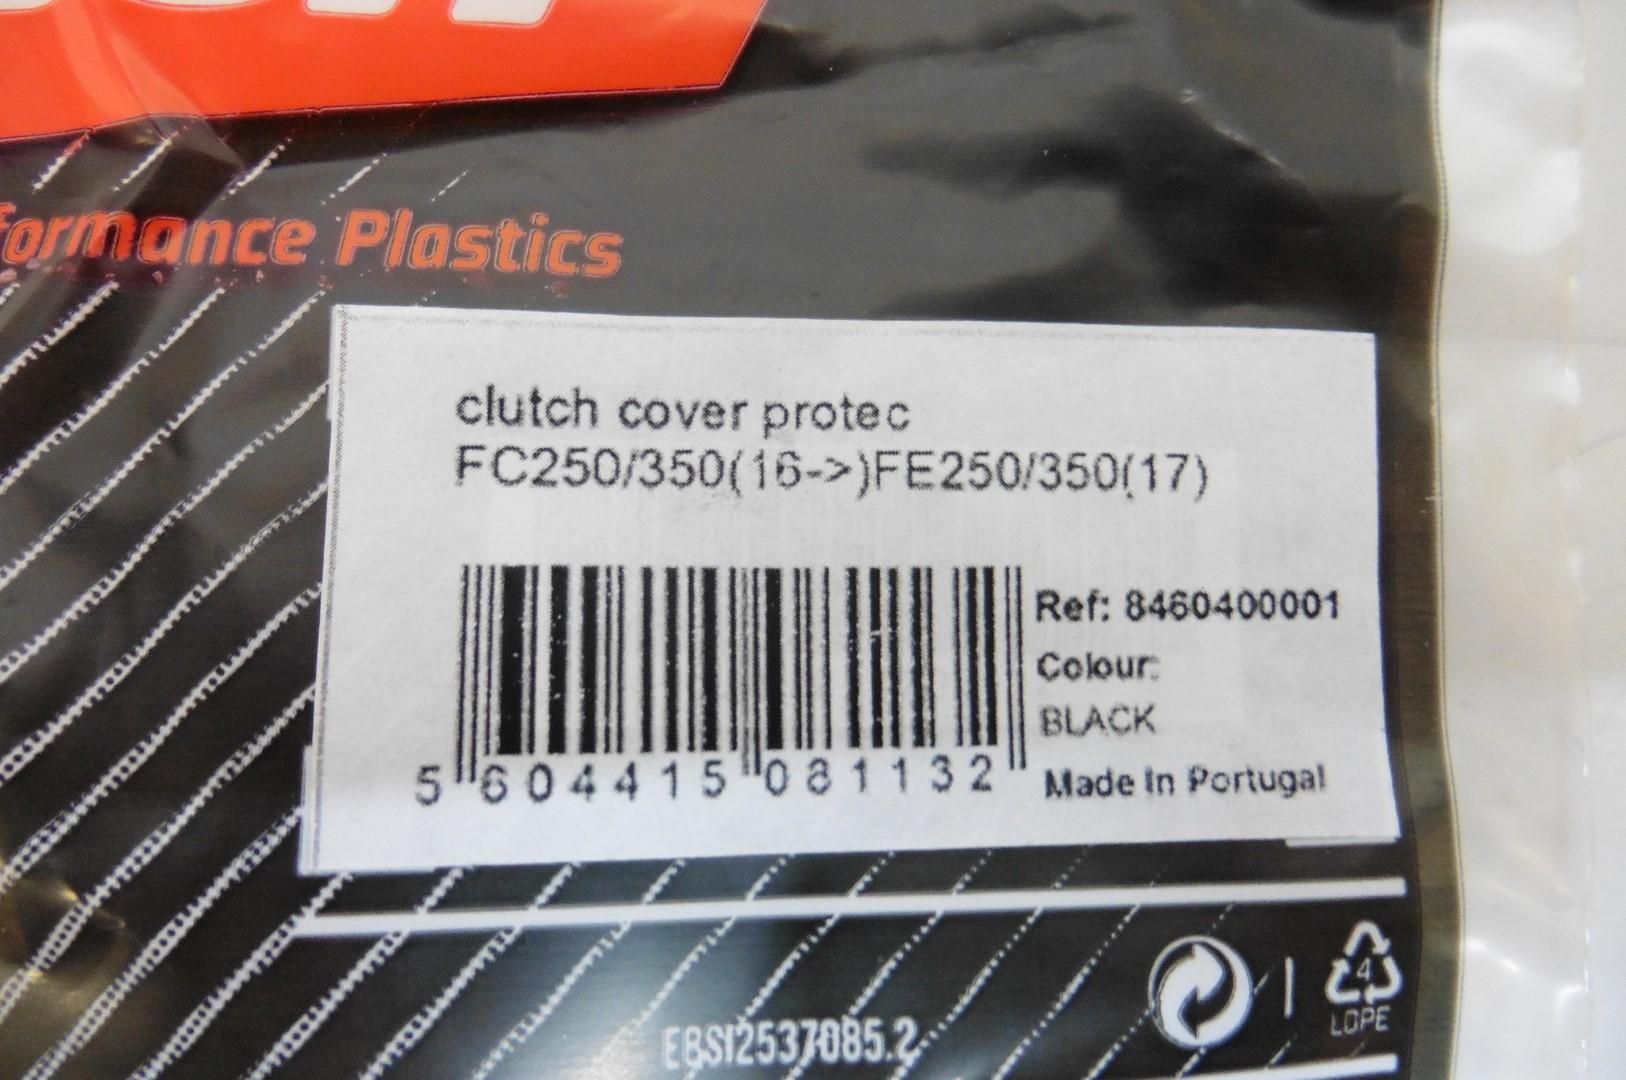 formance Plastics
clutch cover protec
FC250/350(16->)FE250/350(17)
Ref: 8460400001
Colour:
BLACK
5 604415 081132
Made In Portugal
4
LDPE
EBSI2537085.2